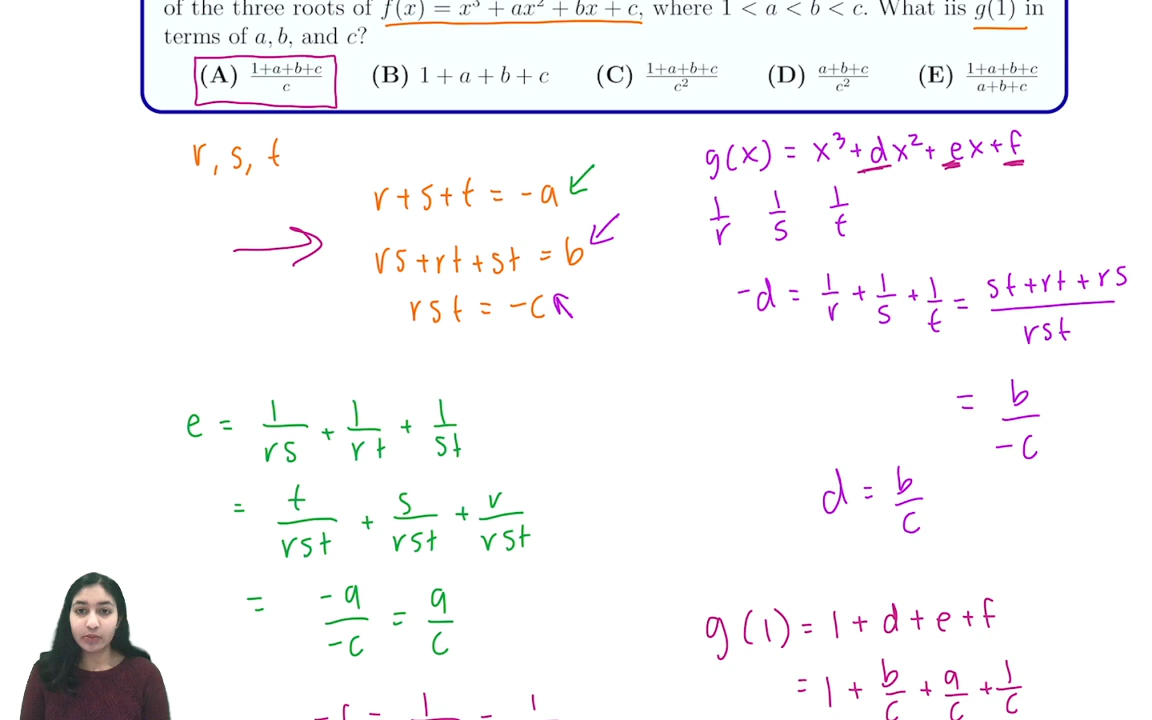 of the three roots of f(x) = x³ + ax² + bx + c, where 1 < a < b < c. What iis g(1) in
terms of a, b, and c?
(A) (1+a+b+c)/c (B) 1 + a + b + c (C) (1+a+b+c)/c² (D) (a+b+c)/c² (E) (1+a+b+c)/(a+b+c)
r, s, t
r + s + t = -a
rs + rt + st = b
rst = -c
g(x) = x³ + dx² + ex + f
1/r 1/s 1/t
-d = 1/r + 1/s + 1/t = (st + rt + rs)/rst
= b/-c
d = b/c
e = 1/rs + 1/rt + 1/st
= t/rst + s/rst + r/rst
= -a/-c = a/c
g(1) = 1 + d + e + f
= 1 + b/c + a/c + 1/c